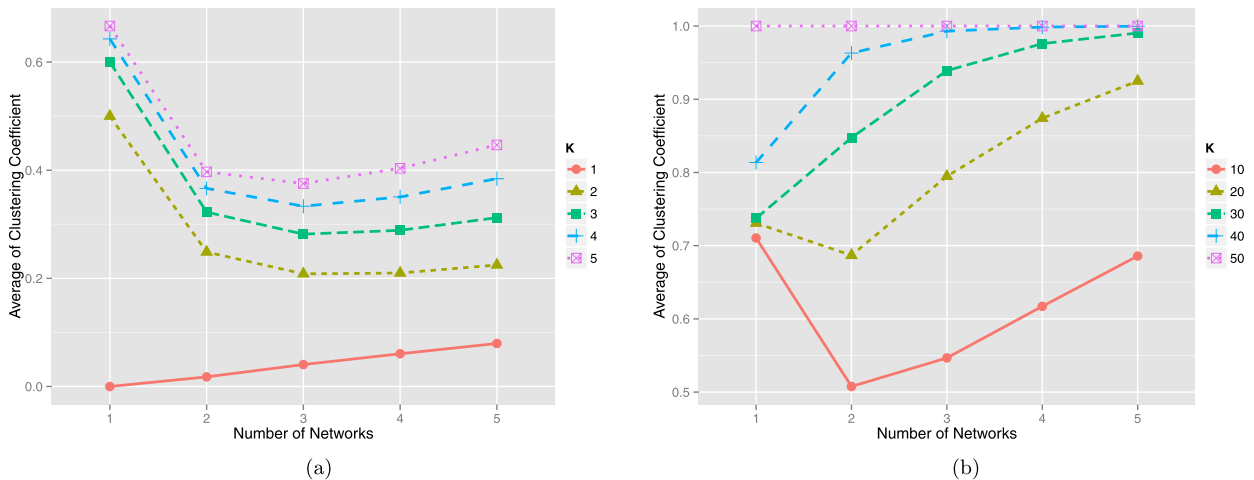 Average of Clustering Coefficient
0.6
0.4
0.2
0.0
1 2 3 4 5
Number of Networks
K
1
2
3
4
5
(a)
Average of Clustering Coefficient
1.0
0.9
0.8
0.7
0.6
0.5
1 2 3 4 5
Number of Networks
K
10
20
30
40
50
(b)